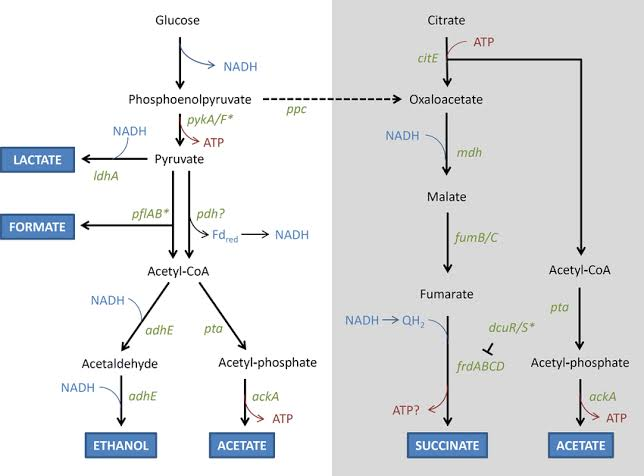 Glucose
NADH
Phosphoenolpyruvate
ppc
pykA/F*
ATP
NADH
LACTATE
Pyruvate
ldhA
FORMATE
pflAB*
pdh?
Fdred
NADH
Acetyl-CoA
NADH
adhE
pta
Acetaldehyde
Acetyl-phosphate
NADH
adhE
ackA
ATP
ETHANOL
ACETATE
Citrate
ATP
citE
Oxaloacetate
NADH
mdh
Malate
fumB/C
Fumarate
Acetyl-CoA
NADH
QH2
dcuR/S*
pta
frdABCD
Acetyl-phosphate
ATP?
ackA
ATP
SUCCINATE
ACETATE